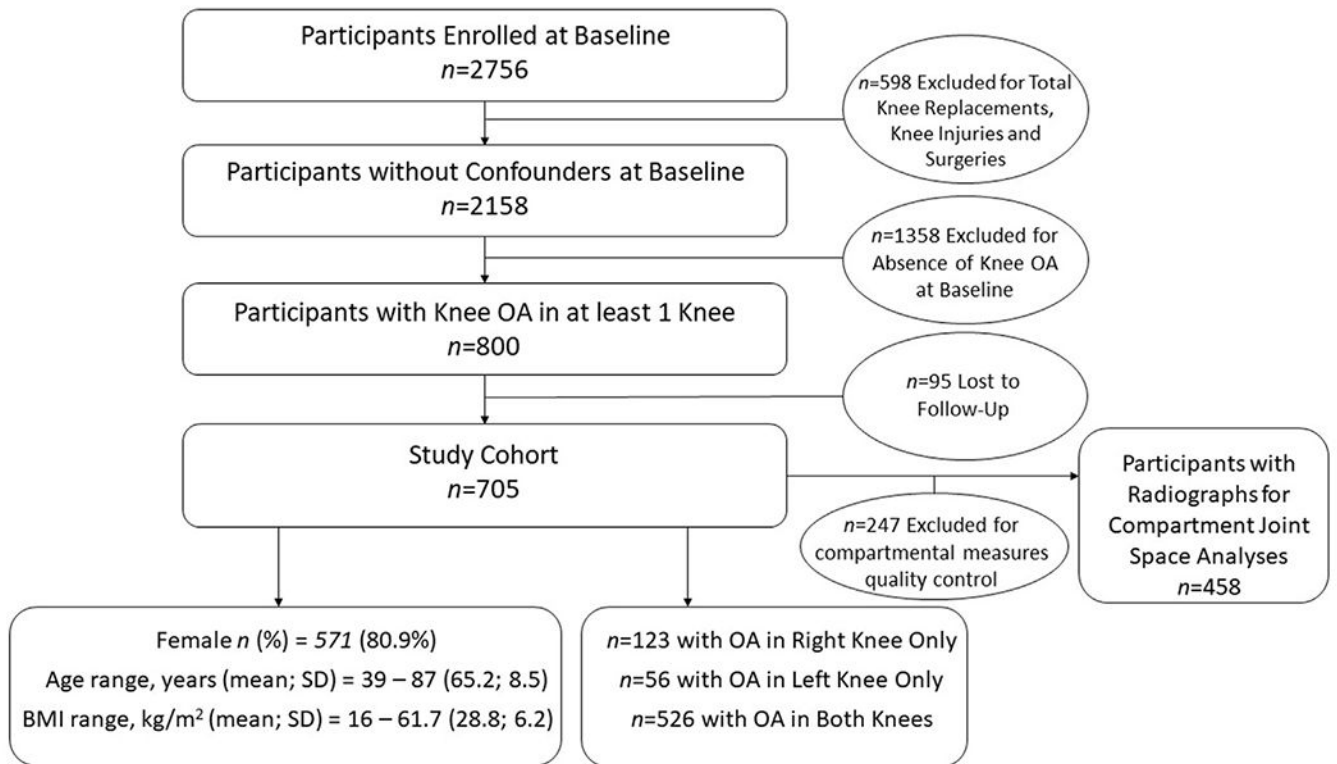 Participants Enrolled at Baseline
n=2756
n=598 Excluded for Total
Knee Replacements,
Knee Injuries and
Surgeries
Participants without Confounders at Baseline
n=2158
n=1358 Excluded for
Absence of Knee OA
at Baseline
Participants with Knee OA in at least 1 Knee
n=800
n=95 Lost to
Follow-Up
Study Cohort
n=705
n=247 Excluded for
compartmental measures
quality control
Participants with
Radiographs for
Compartment Joint
Space Analyses
n=458
Female n (%) = 571 (80.9%)
Age range, years (mean; SD) = 39 – 87 (65.2; 8.5)
BMI range, kg/m² (mean; SD) = 16 – 61.7 (28.8; 6.2)
n=123 with OA in Right Knee Only
n=56 with OA in Left Knee Only
n=526 with OA in Both Knees